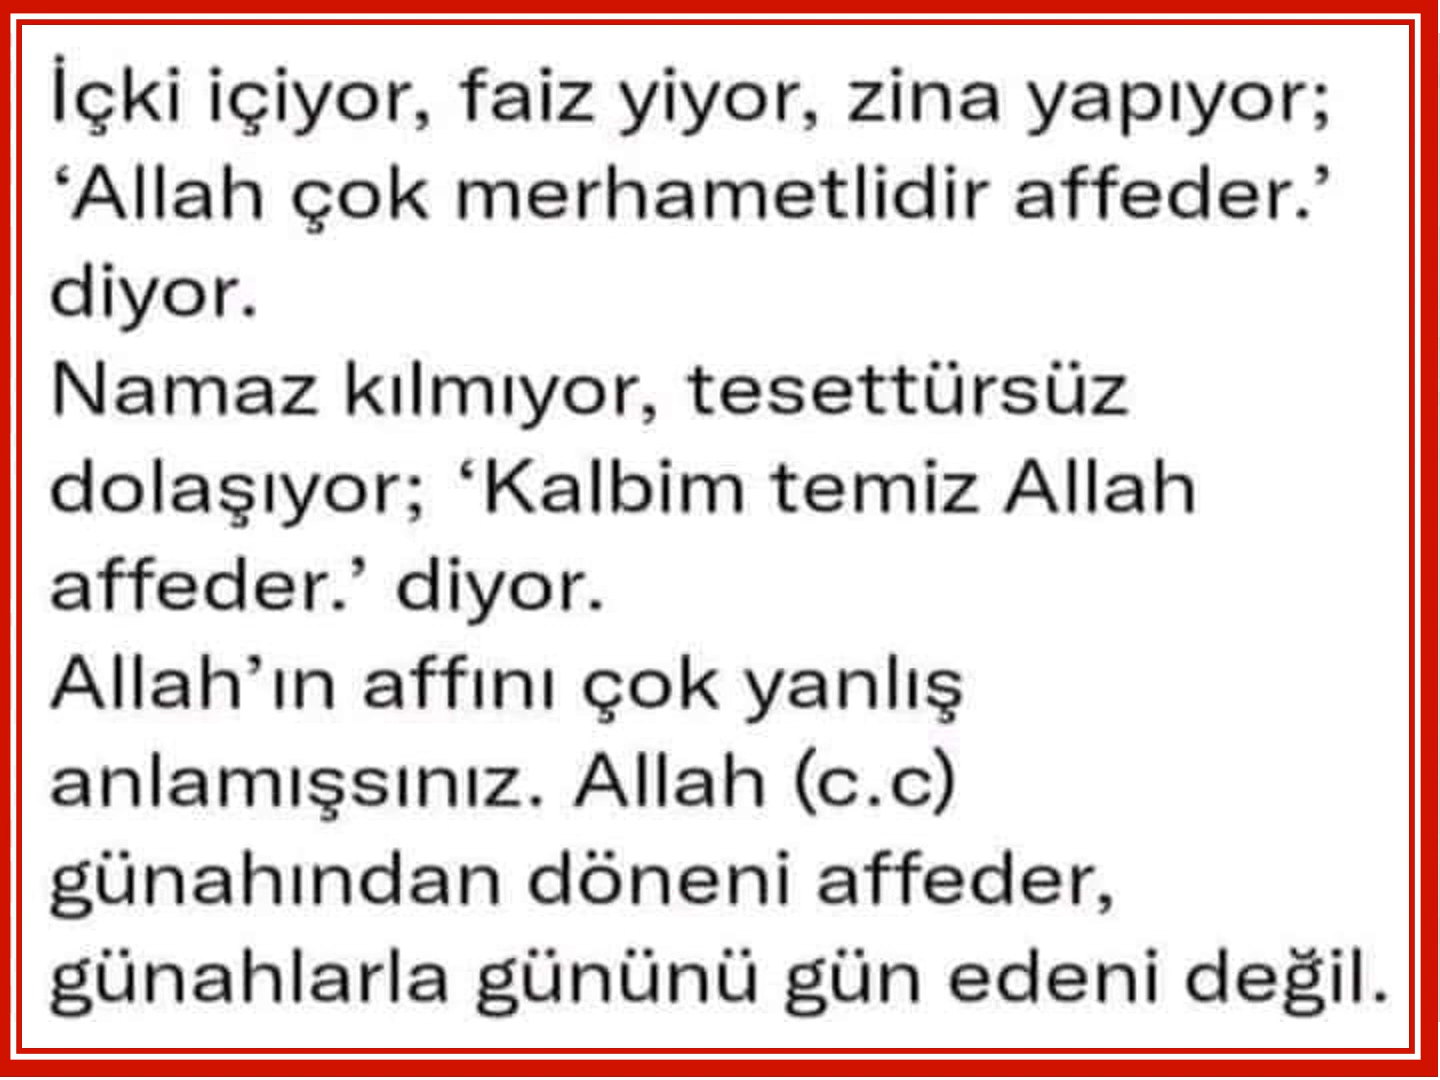 İçki içiyor, faiz yiyor, zina yapıyor;
‘Allah çok merhametlidir affeder.’
diyor.
Namaz kılmıyor, tesettürsüz
dolaşıyor; ‘Kalbim temiz Allah
affeder.’ diyor.
Allah’ın affını çok yanlış
anlamışsınız. Allah (c.c)
günahından döneni affeder,
günahlarla gününü gün edeni değil.